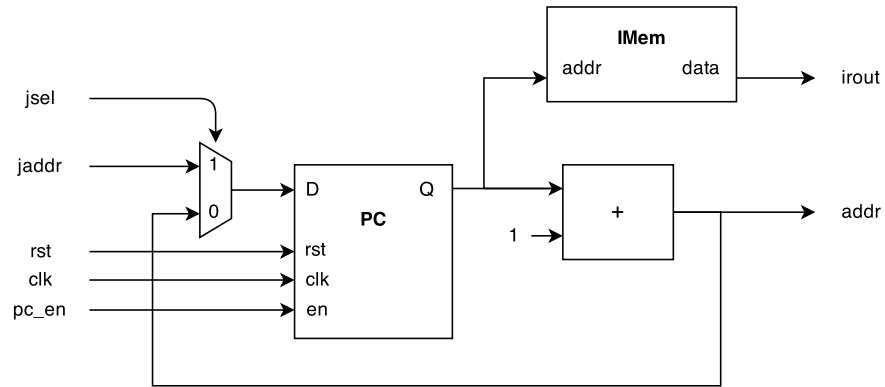 IMem
addr data
irout
jsel
jaddr
1
0
D
Q
PC
+
1
addr
rst
clk
pc_en
rst
clk
en